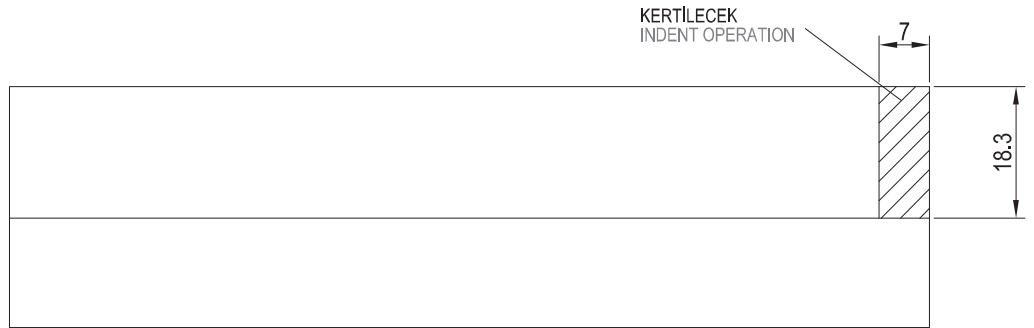 KERTİLECEK
INDENT OPERATION
7
18.3